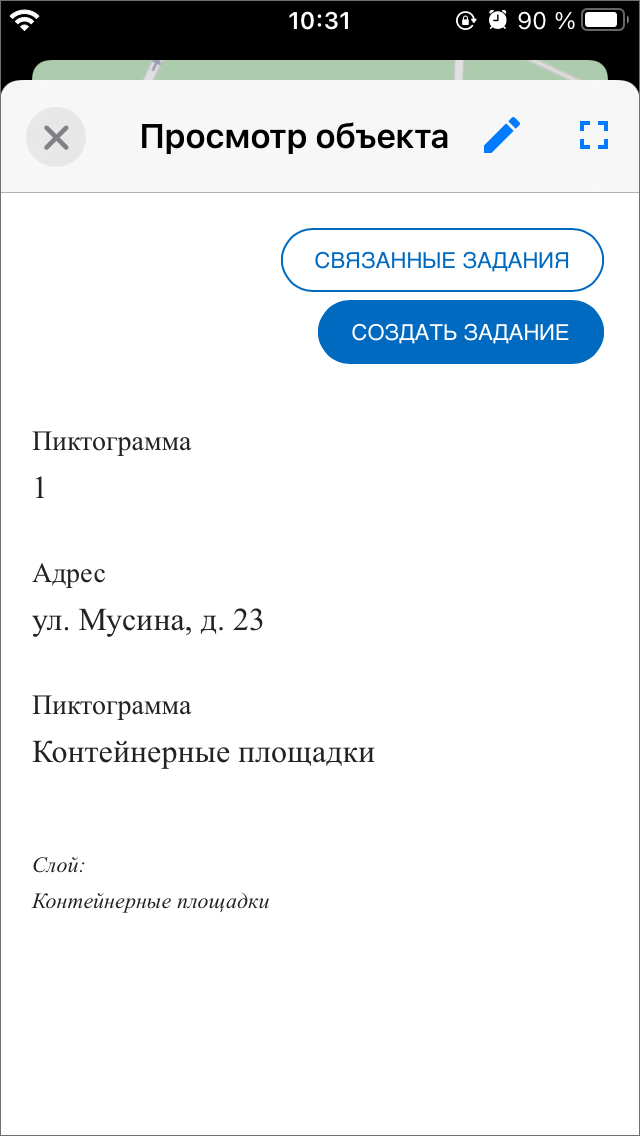 10:31
90 %
Просмотр объекта
СВЯЗАННЫЕ ЗАДАНИЯ
СОЗДАТЬ ЗАДАНИЕ
Пиктограмма
1
Адрес
ул. Мусина, д. 23
Пиктограмма
Контейнерные площадки
Слой:
Контейнерные площадки